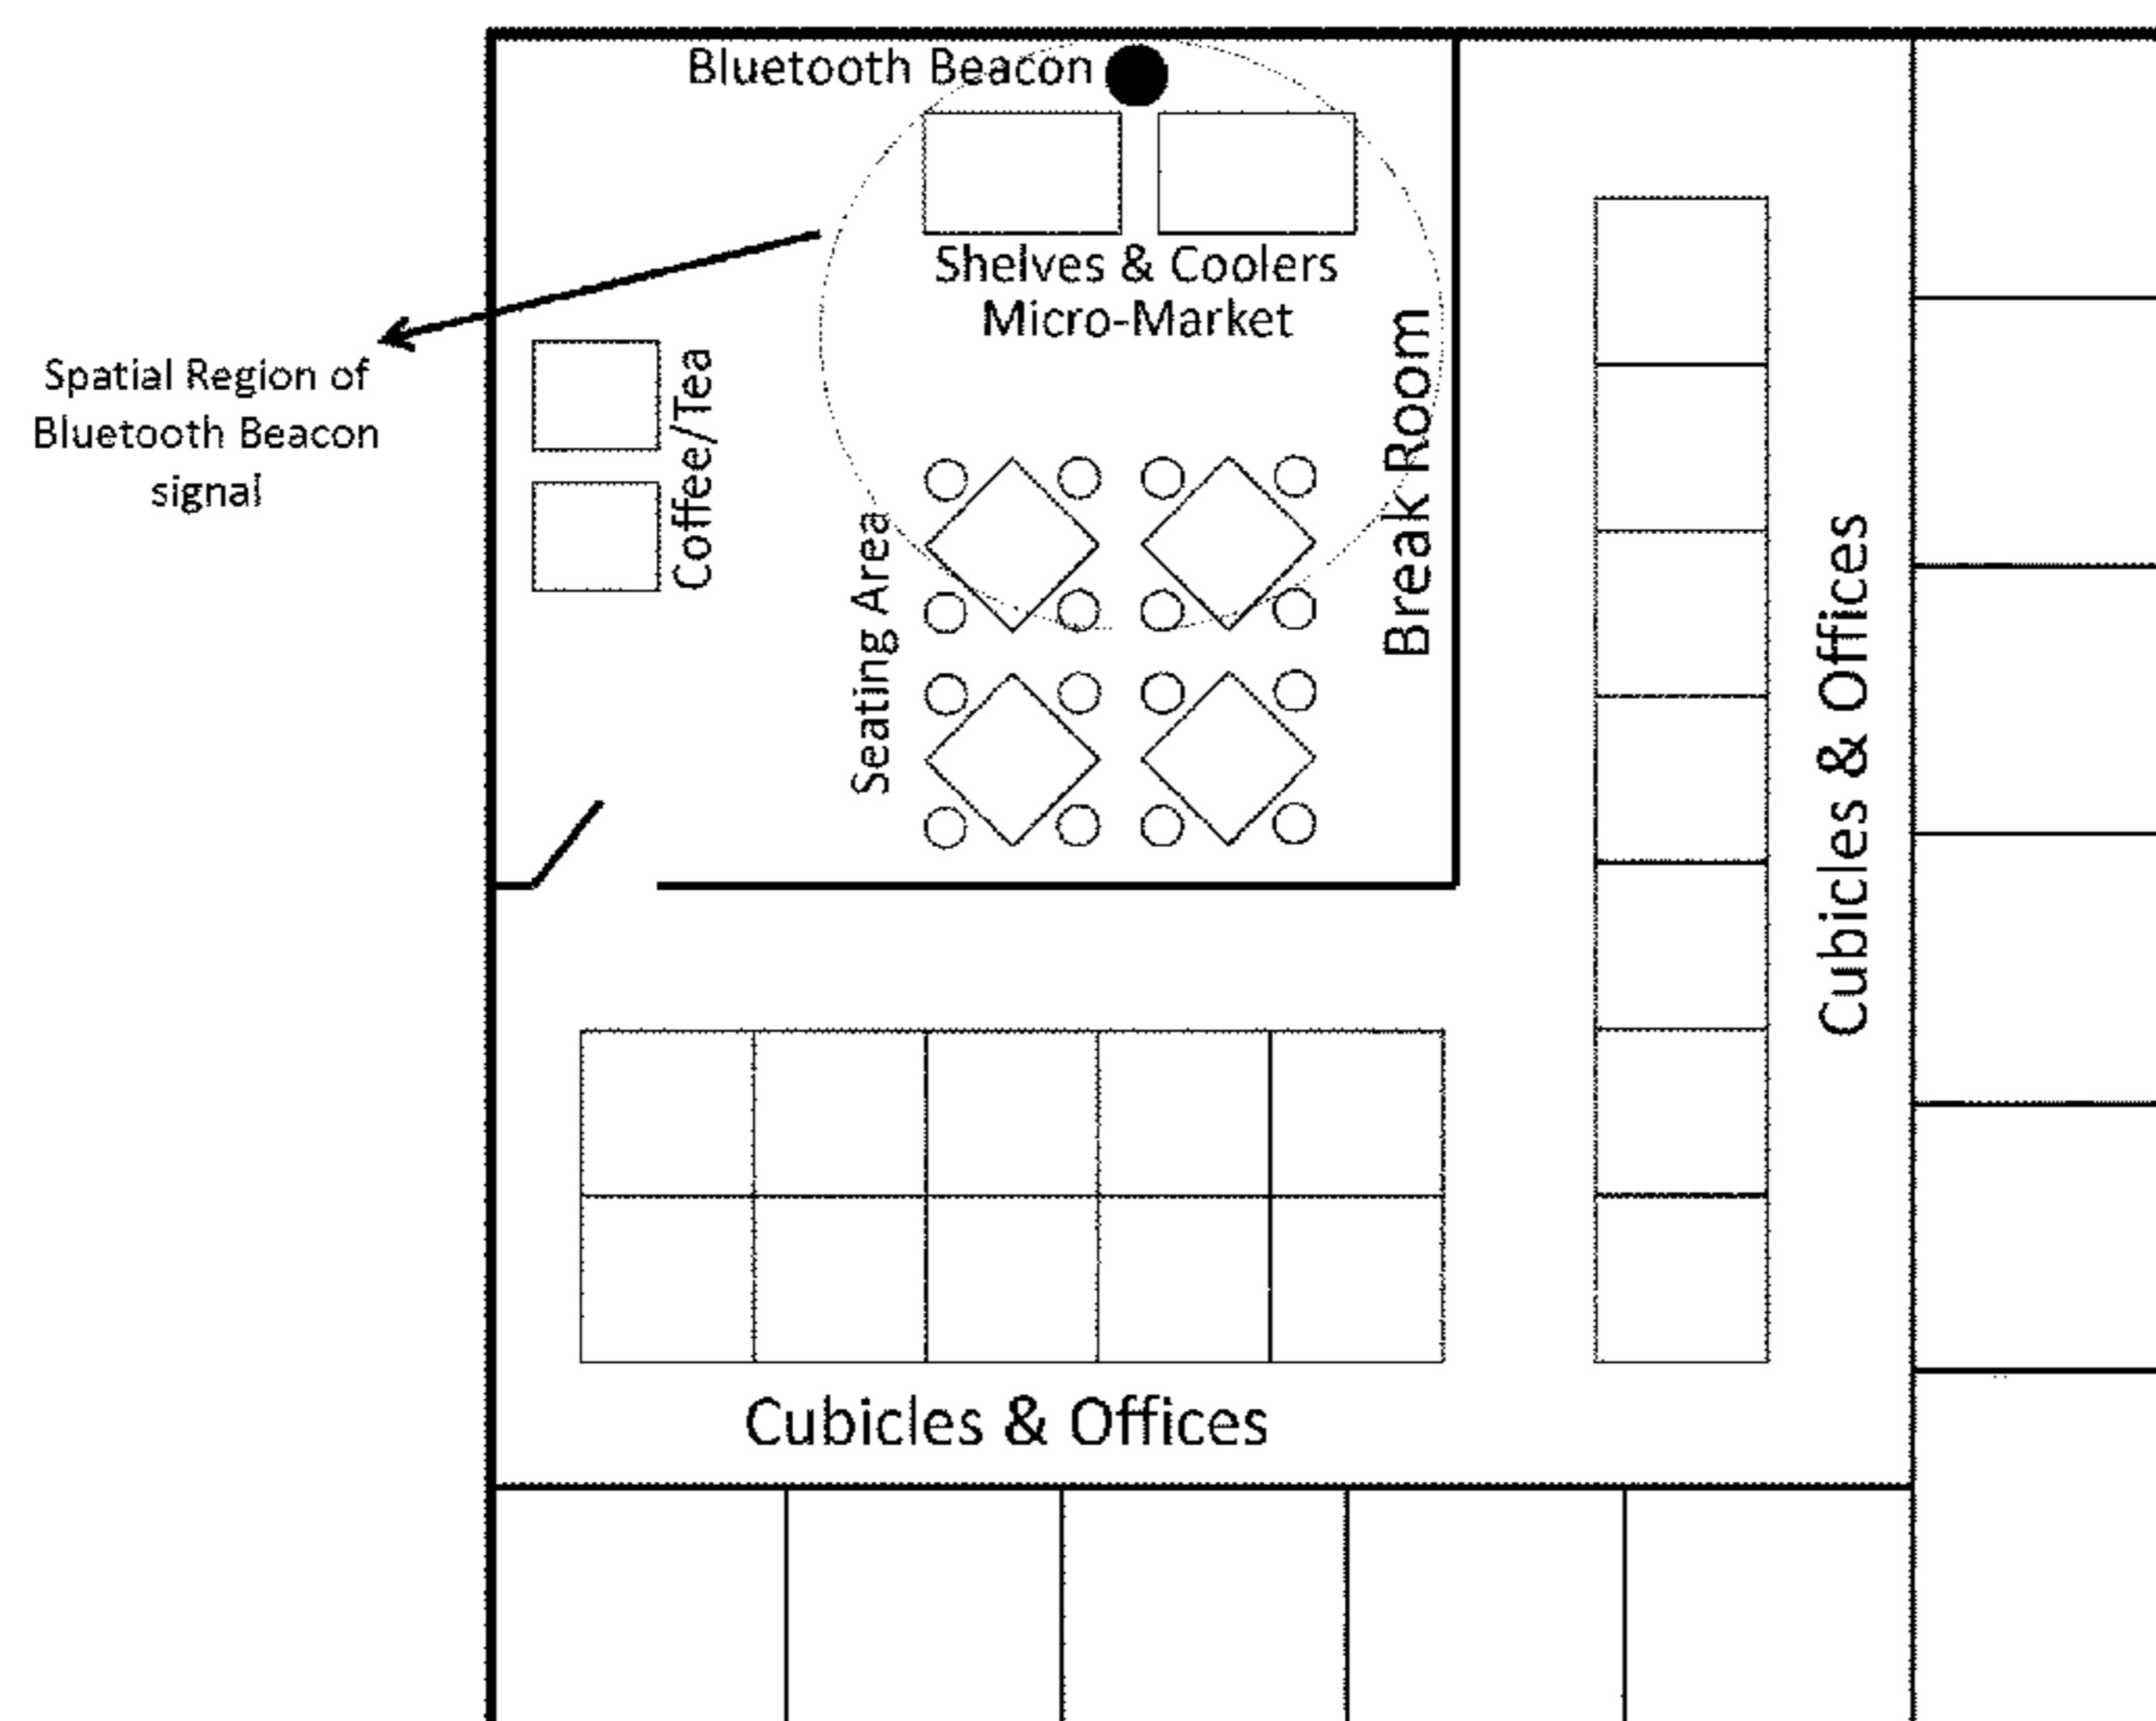 Bluetooth Beacon
Shelves & Coolers
Micro-Market
Spatial Region of
Bluetooth Beacon
signal
Coffee/Tea
Seating Area
Break Room
Cubicles & Offices
Cubicles & Offices